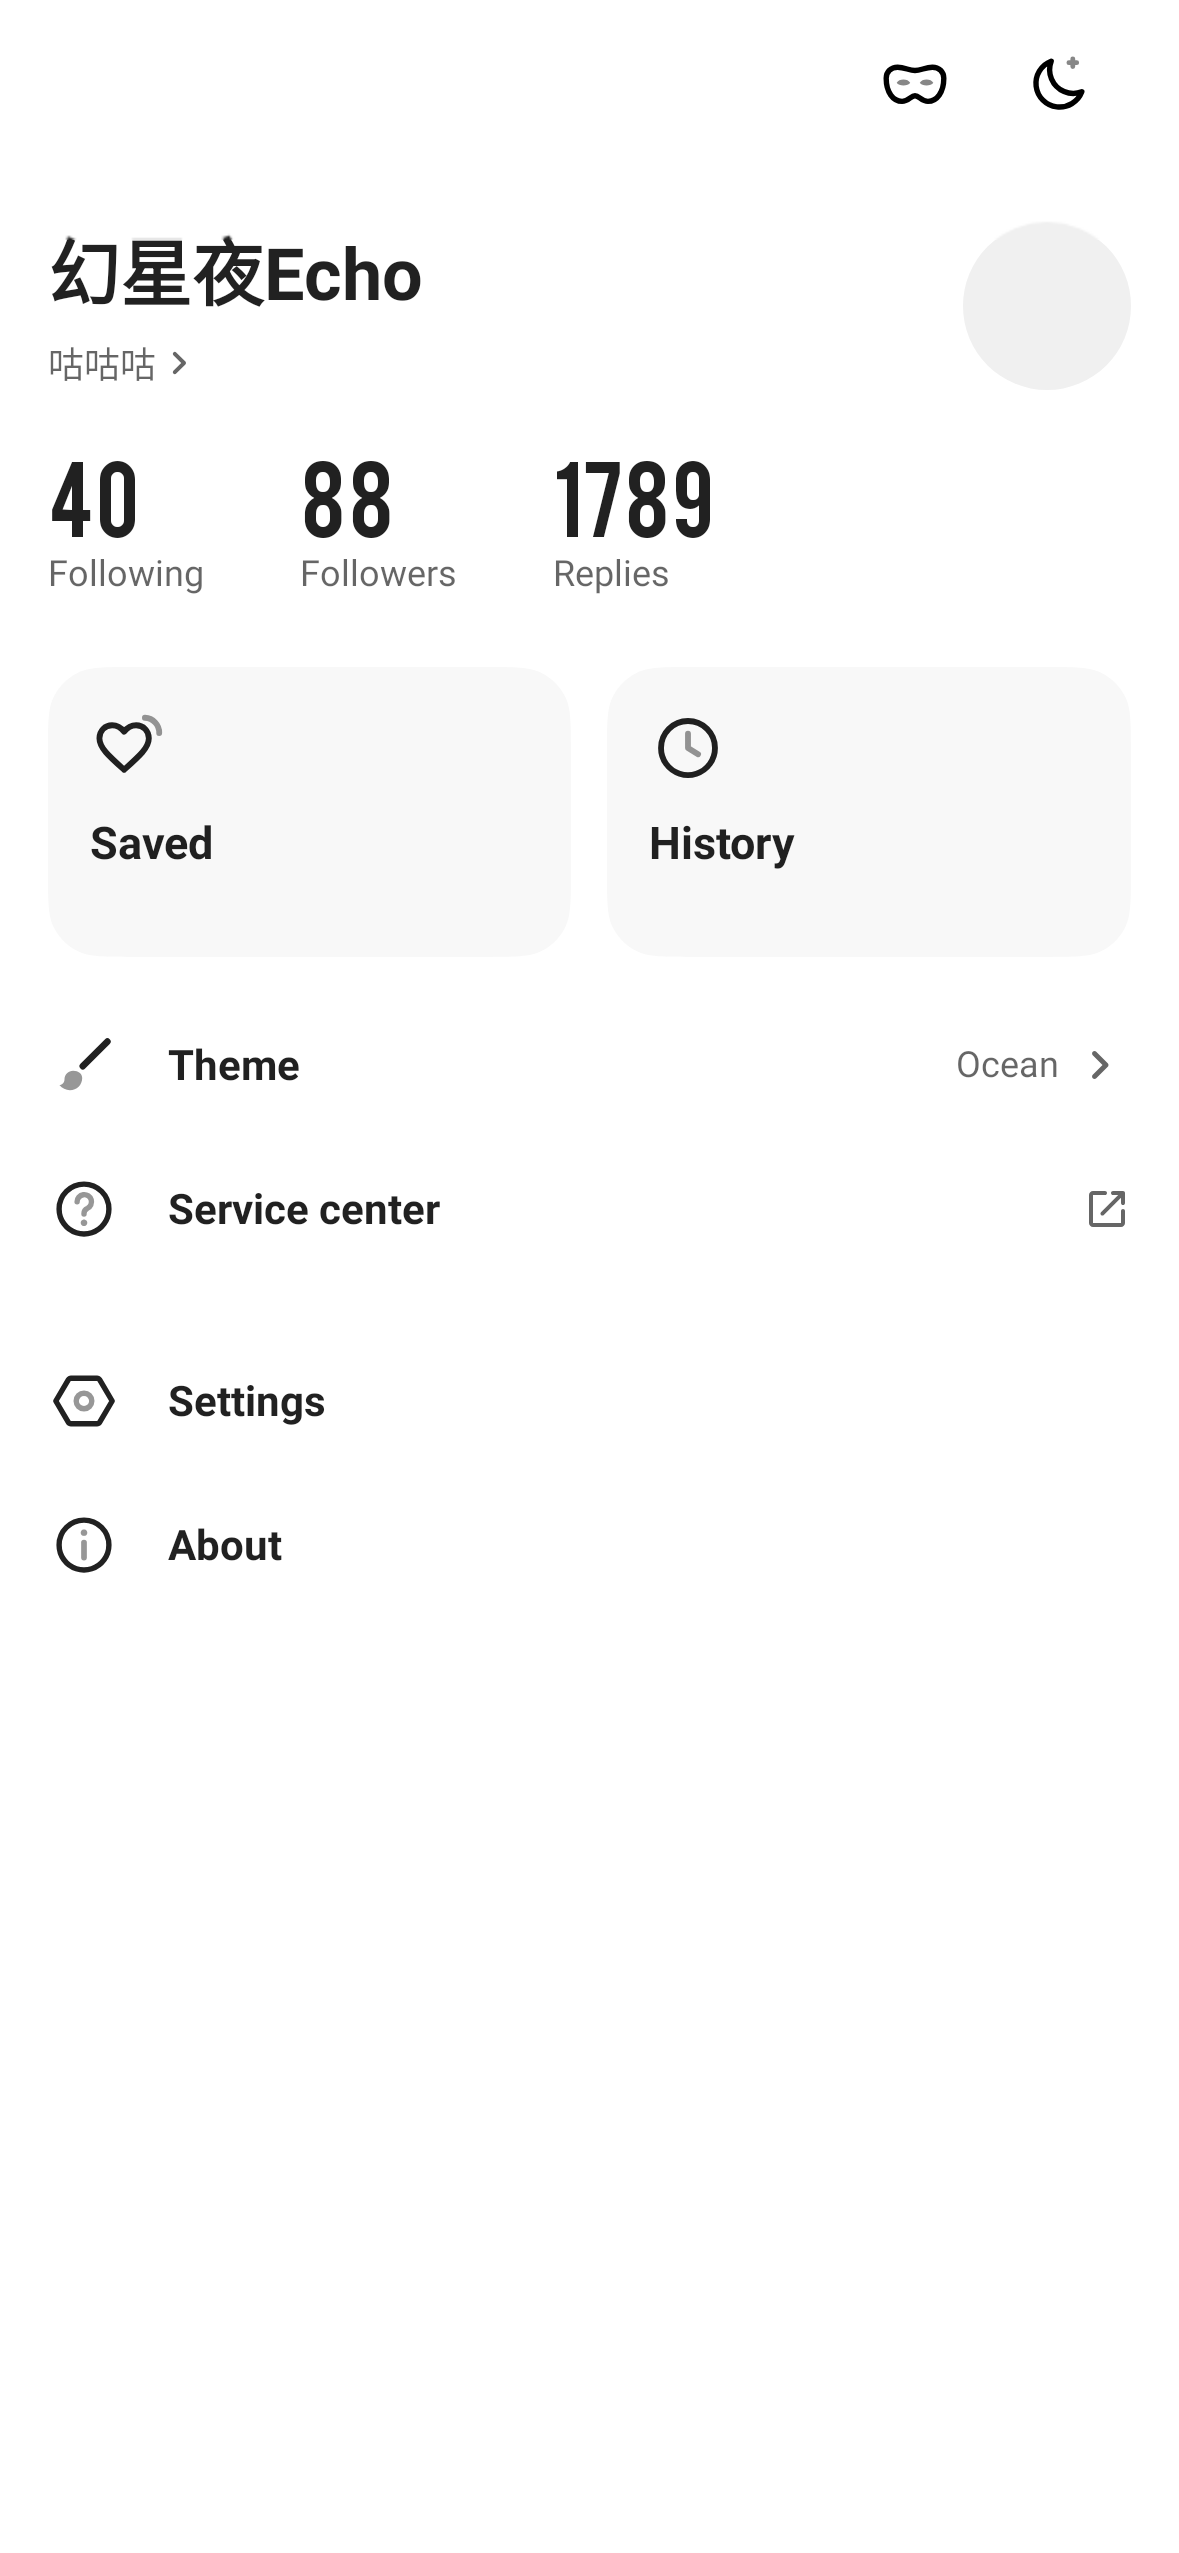 幻星夜Echo
咕咕咕
40 88 1789
Following Followers Replies
Saved History
Theme Ocean
Service center
Settings
About